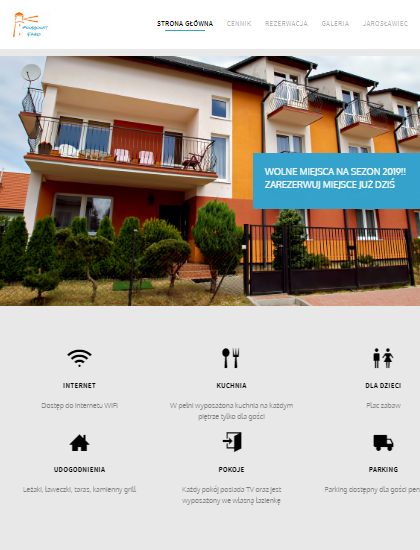 STRONA GŁÓWNA CENNIK REZERWACJA GALERIA JAROSŁAWIEC
WOLNE MIEJSCA NA SEZON 2019!!
ZAREZERWUJ MIEJSCE JUŻ DZIŚ
INTERNET KUCHNIA DLA DZIECI
Dostęp do Internetu WIFI W pełni wyposażona kuchnia na każdym Plac zabaw
piętrze tylko dla gości
UDOGODNIENIA POKOJE PARKING
Leżaki, ławeczki, taras, kamienny grill Każdy pokój posiada TV oraz jest Parking dostępny dla gości pen
wyposażony we własną łazienkę